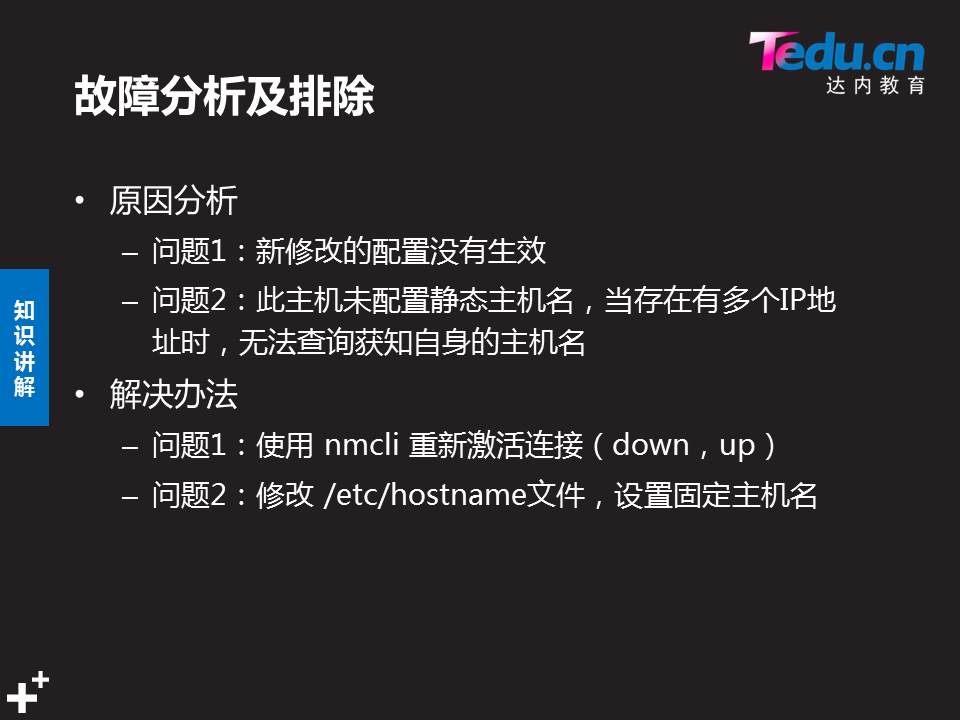 Tedu.cn
达内教育
故障分析及排除
• 原因分析
– 问题1：新修改的配置没有生效
– 问题2：此主机未配置静态主机名，当存在有多个IP地
址时，无法查询获知自身的主机名
• 解决办法
– 问题1：使用 nmcli 重新激活连接（down，up）
– 问题2：修改 /etc/hostname文件，设置固定主机名
知
识
讲
解